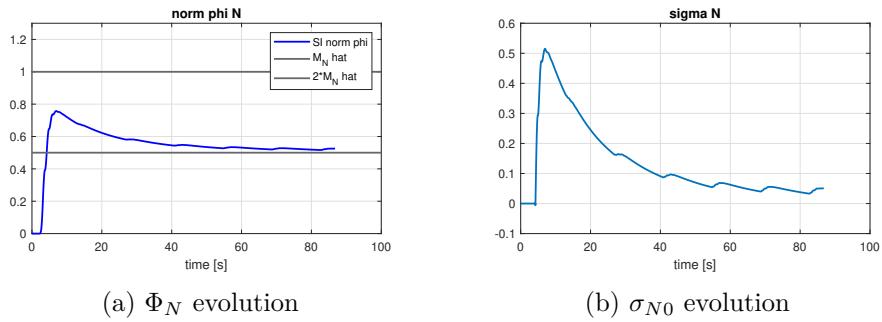 norm phi N
SI norm phi
M_N hat
2*M_N hat
1.2
1
0.8
0.6
0.4
0.2
0
0 20 40 60 80 100
time [s]
(a) Φ_N evolution
sigma N
0.6
0.5
0.4
0.3
0.2
0.1
0
-0.1
0 20 40 60 80 100
time [s]
(b) σ_{N0} evolution